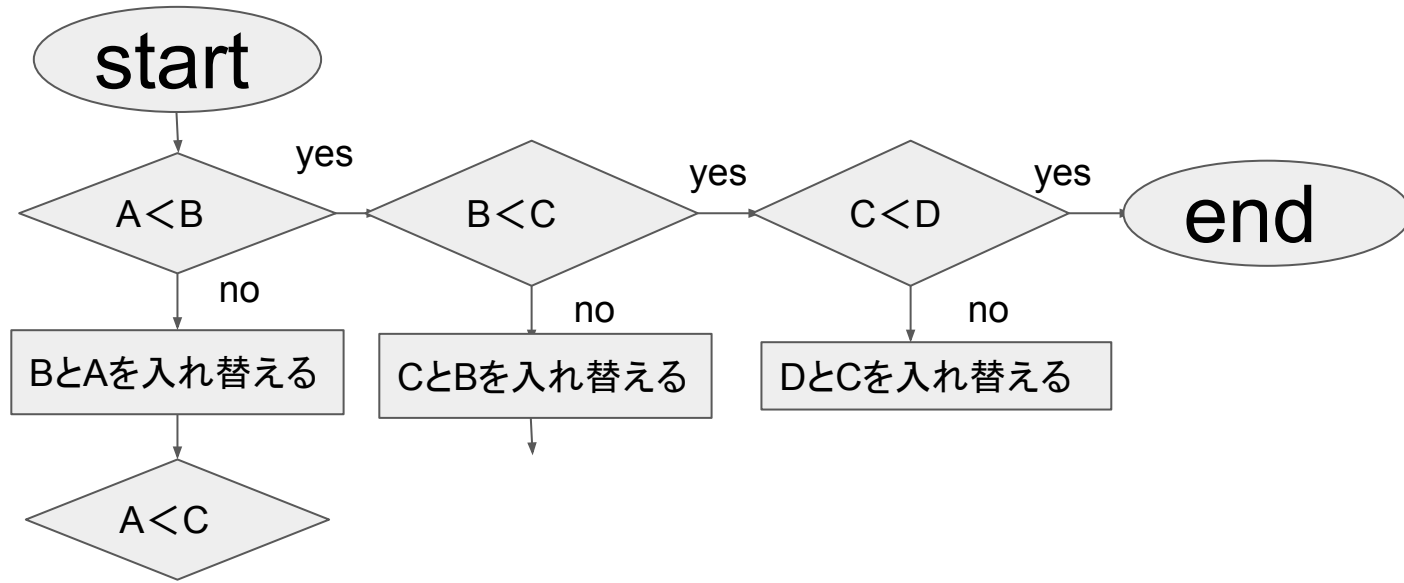 start
yes
yes
yes
A＜B
B＜C
C＜D
end
no
no
no
BとAを入れ替える
CとBを入れ替える
DとCを入れ替える
A＜C